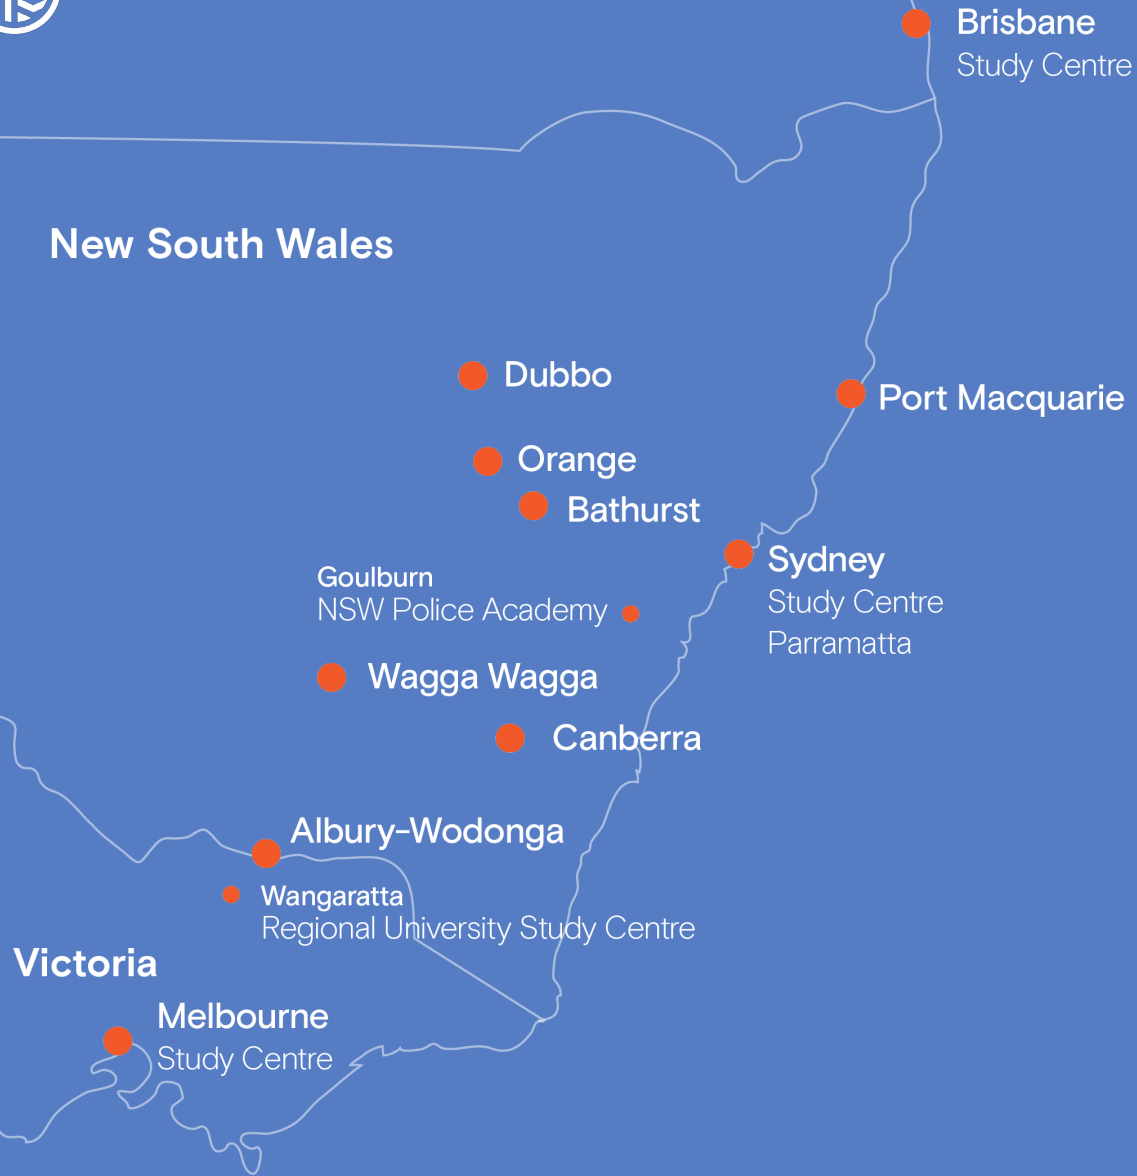 Brisbane
Study Centre
New South Wales
Dubbo
Port Macquarie
Orange
Bathurst
Sydney
Study Centre
Parramatta
Goulburn
NSW Police Academy
Wagga Wagga
Canberra
Albury-Wodonga
Wangaratta
Regional University Study Centre
Victoria
Melbourne
Study Centre